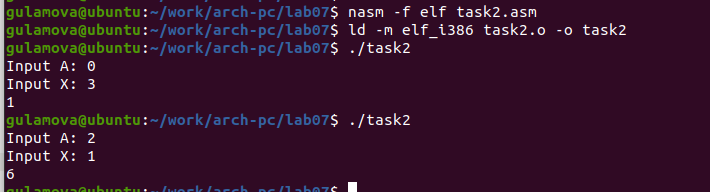 gulamova@ubuntu:~/work/arch-pc/lab07$ nasm -f elf task2.asm
gulamova@ubuntu:~/work/arch-pc/lab07$ ld -m elf_i386 task2.o -o task2
gulamova@ubuntu:~/work/arch-pc/lab07$ ./task2
Input A: 0
Input X: 3
1
gulamova@ubuntu:~/work/arch-pc/lab07$ ./task2
Input A: 2
Input X: 1
6
gulamova@ubuntu:~/work/arch-pc/lab07$